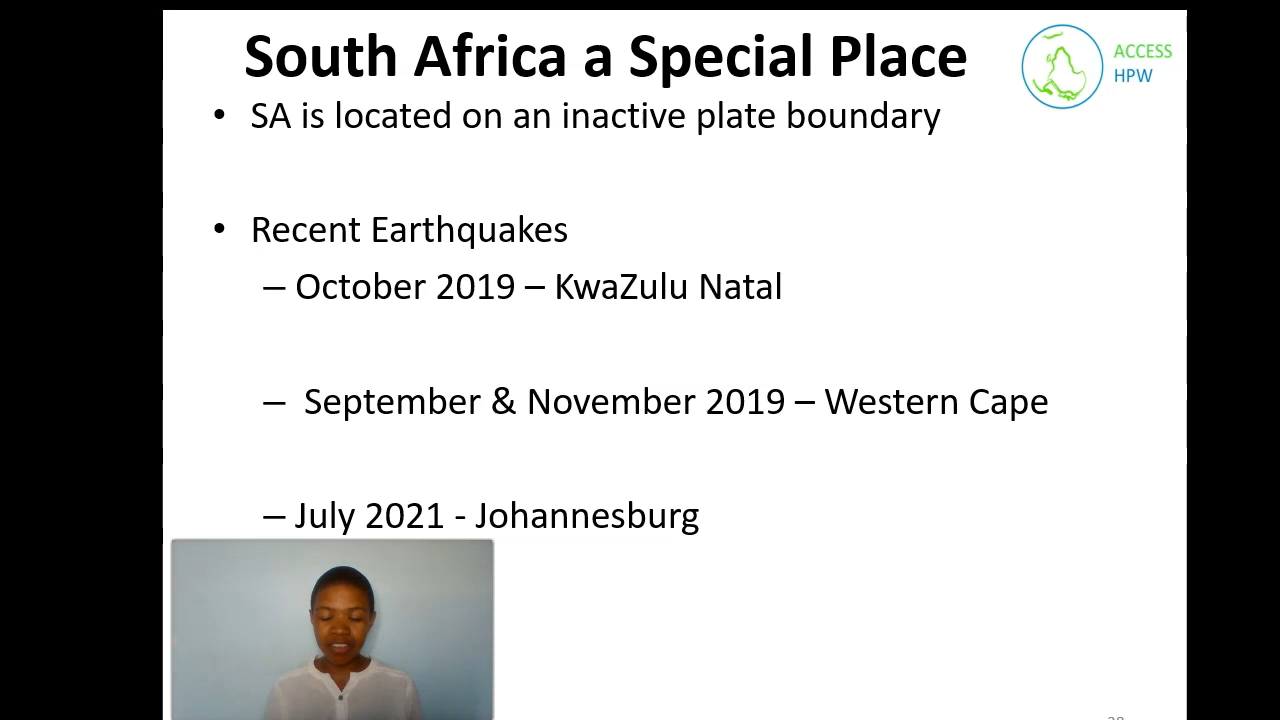 South Africa a Special Place
ACCESS
HPW
• SA is located on an inactive plate boundary
• Recent Earthquakes
– October 2019 – KwaZulu Natal
– September & November 2019 – Western Cape
– July 2021 - Johannesburg